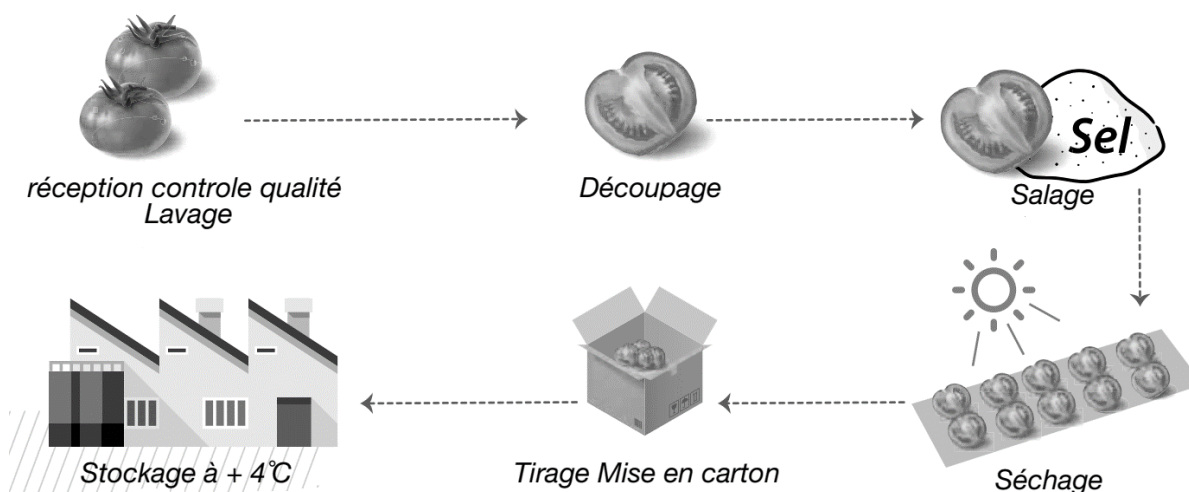 réception controle qualité
Lavage
Découpage
Sel
Salage
Stockage à + 4°C
Tirage Mise en carton
Séchage